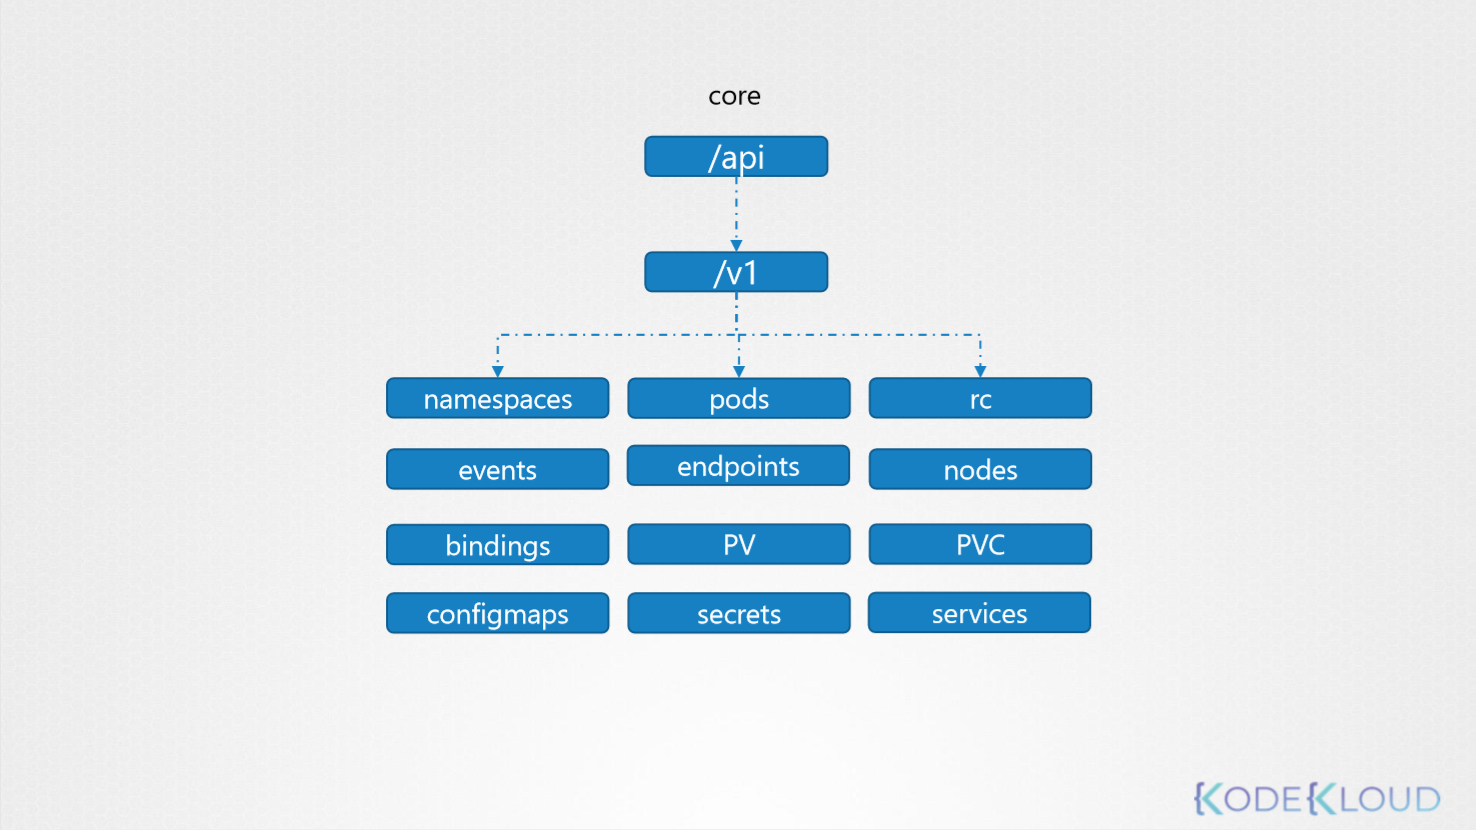 core
/api
/v1
namespaces
pods
rc
events
endpoints
nodes
bindings
PV
PVC
configmaps
secrets
services
KODEKLOUD